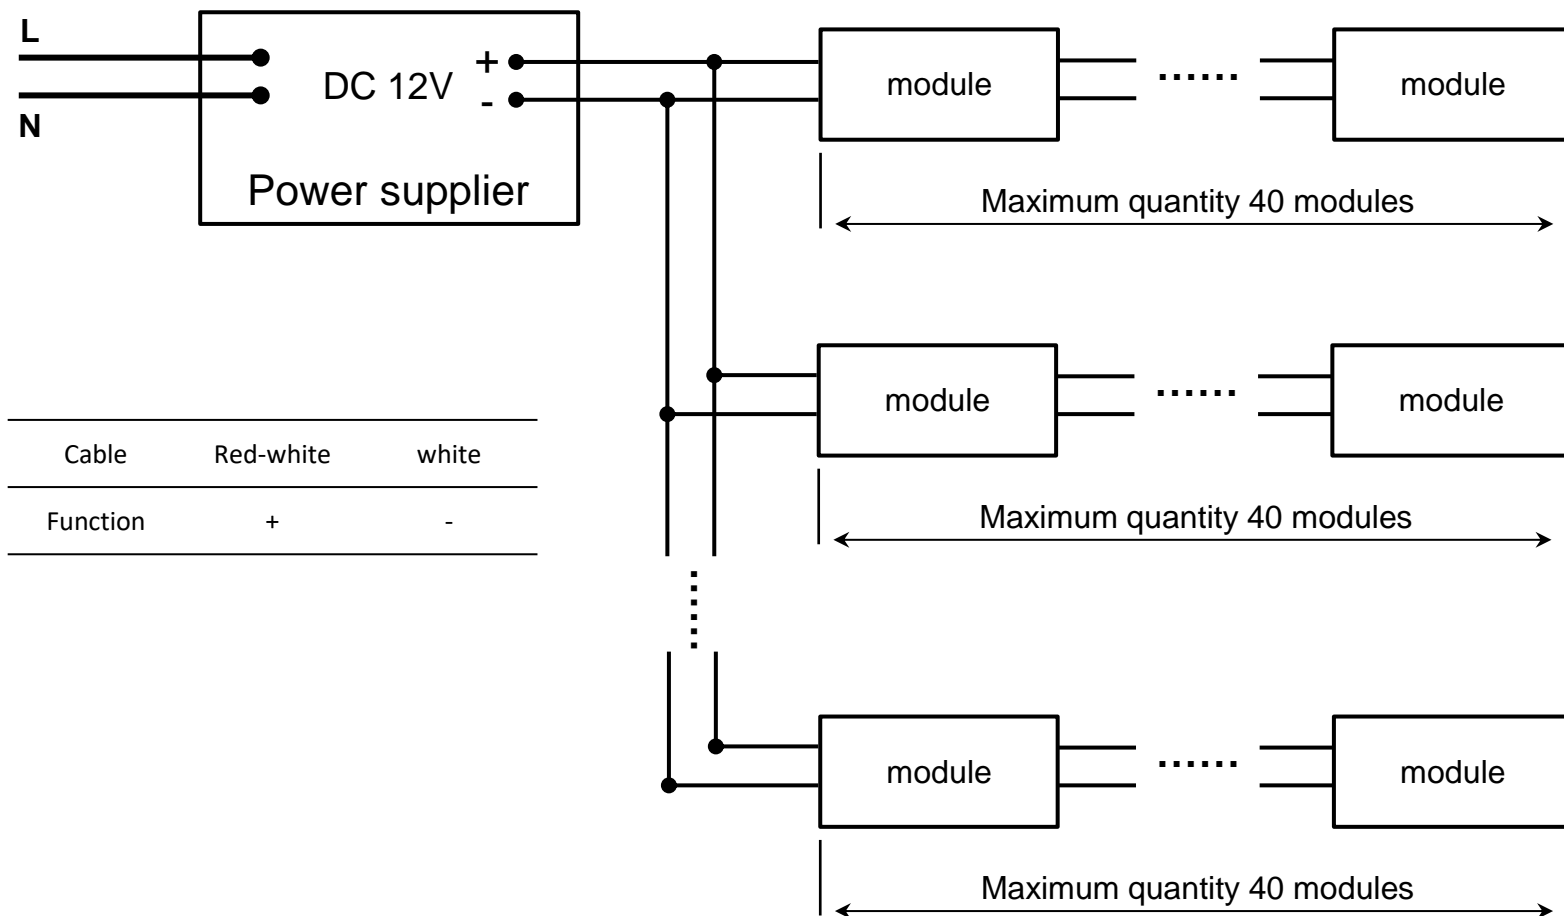 L
N
DC 12V
+
-
Power supplier
module ...... module
Maximum quantity 40 modules
module ...... module
Maximum quantity 40 modules
Cable Red-white white
Function + -
......
module ...... module
Maximum quantity 40 modules